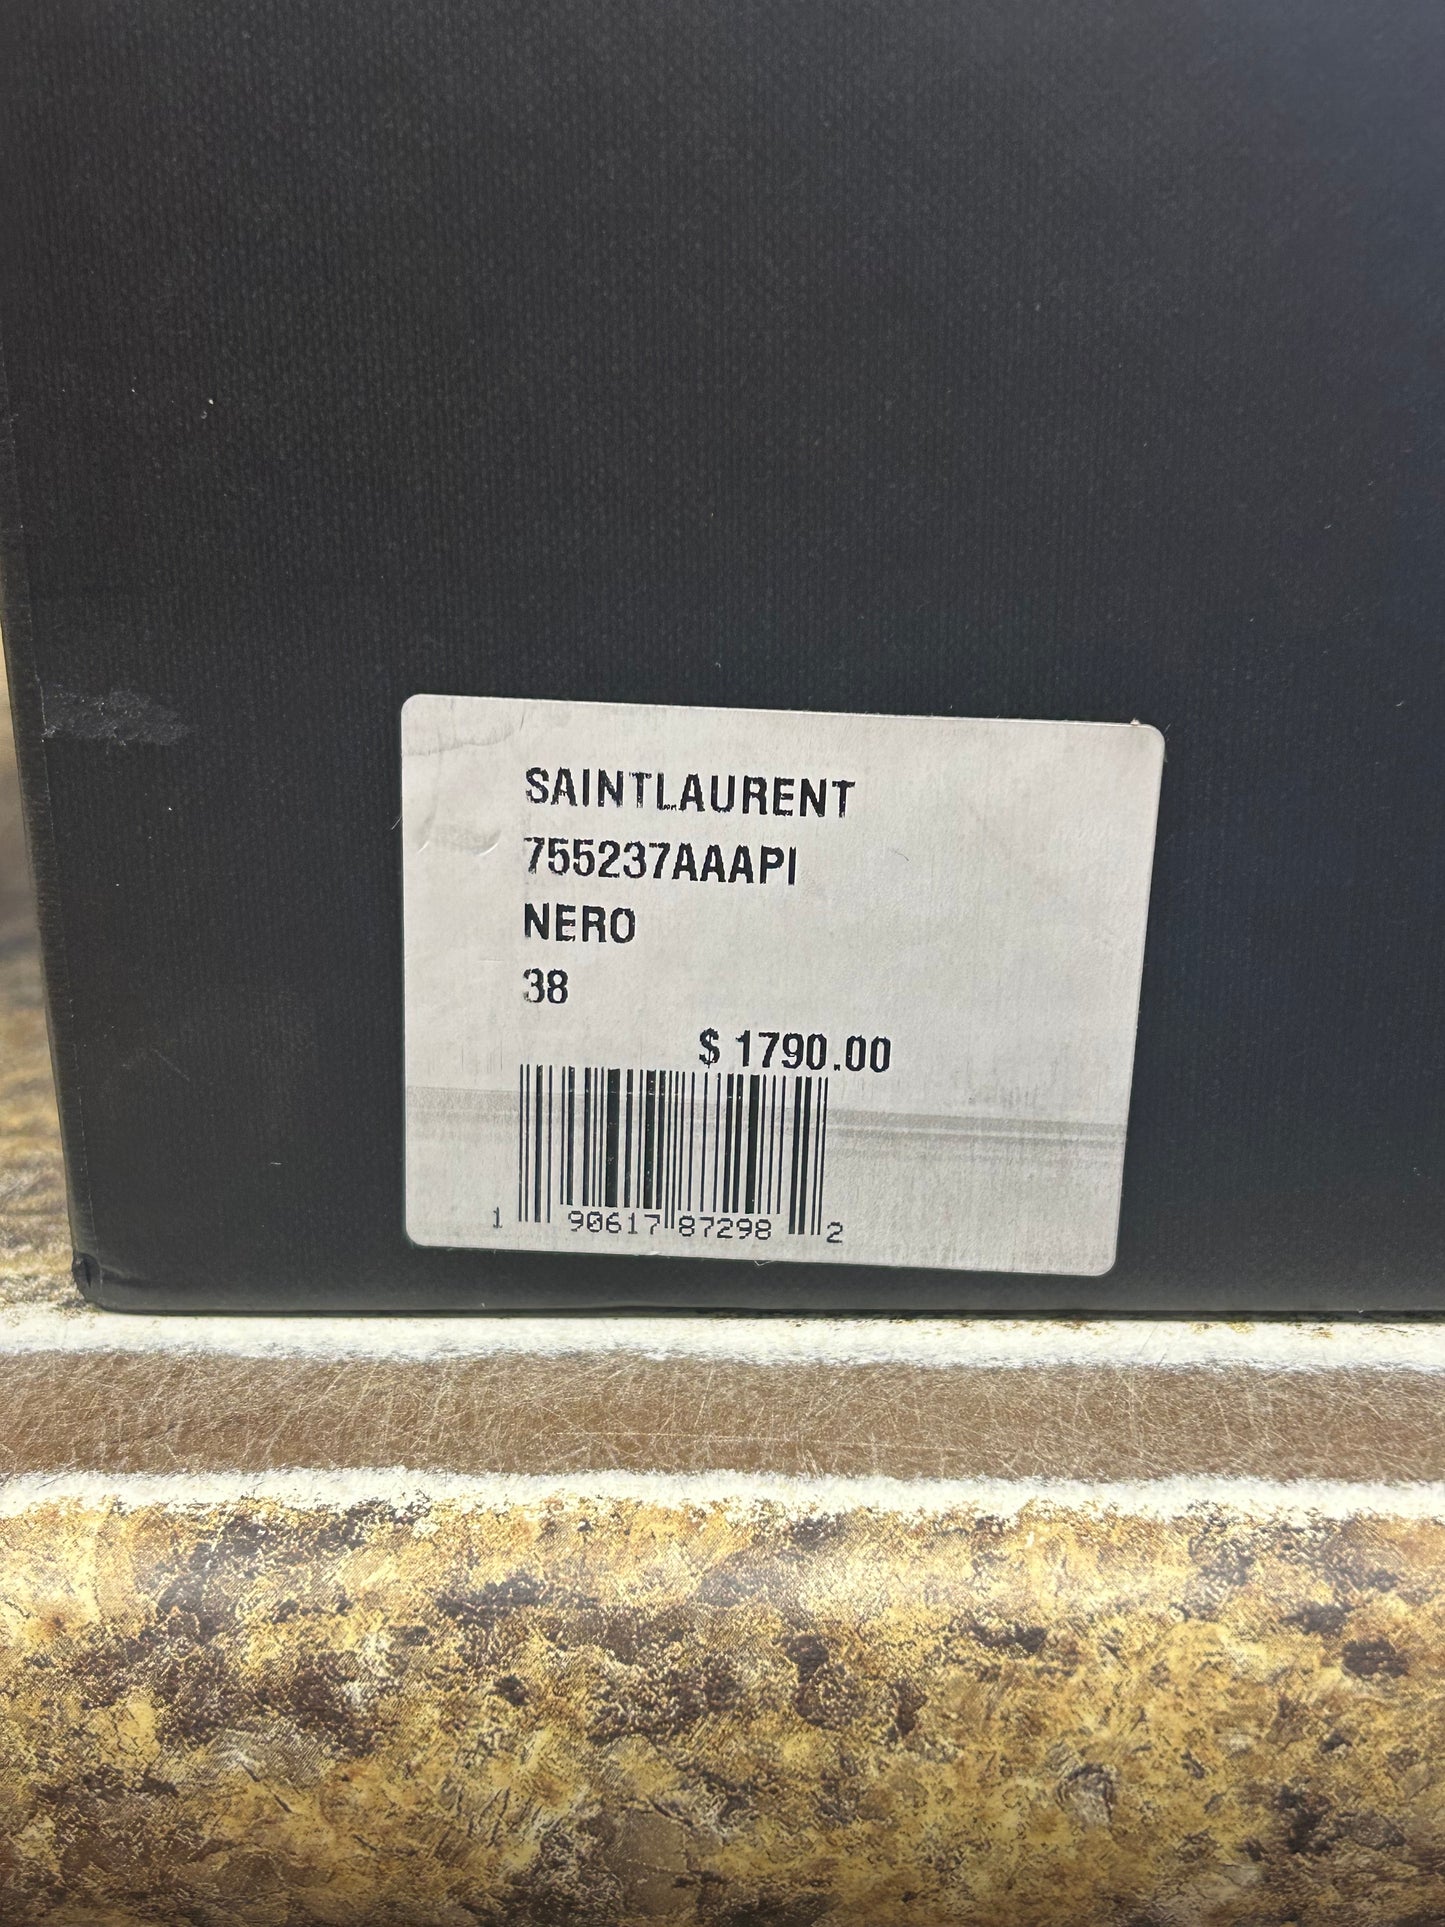 SAINTLAURENT
755237AAAPI
NERO
38
$ 1790.00
1 90617 87298 2